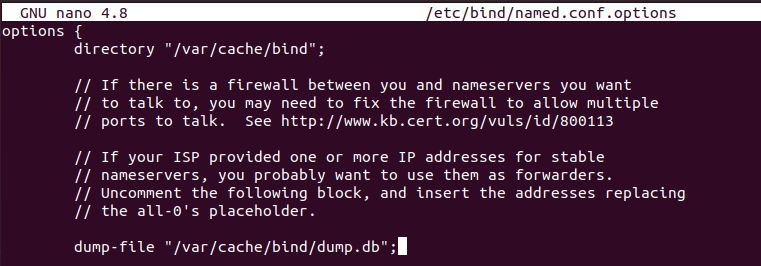 GNU nano 4.8 /etc/bind/named.conf.options
options {
directory "/var/cache/bind";
// If there is a firewall between you and nameservers you want
// to talk to, you may need to fix the firewall to allow multiple
// ports to talk.  See http://www.kb.cert.org/vuls/id/800113
// If your ISP provided one or more IP addresses for stable
// nameservers, you probably want to use them as forwarders.
// Uncomment the following block, and insert the addresses replacing
// the all-0's placeholder.
dump-file "/var/cache/bind/dump.db";